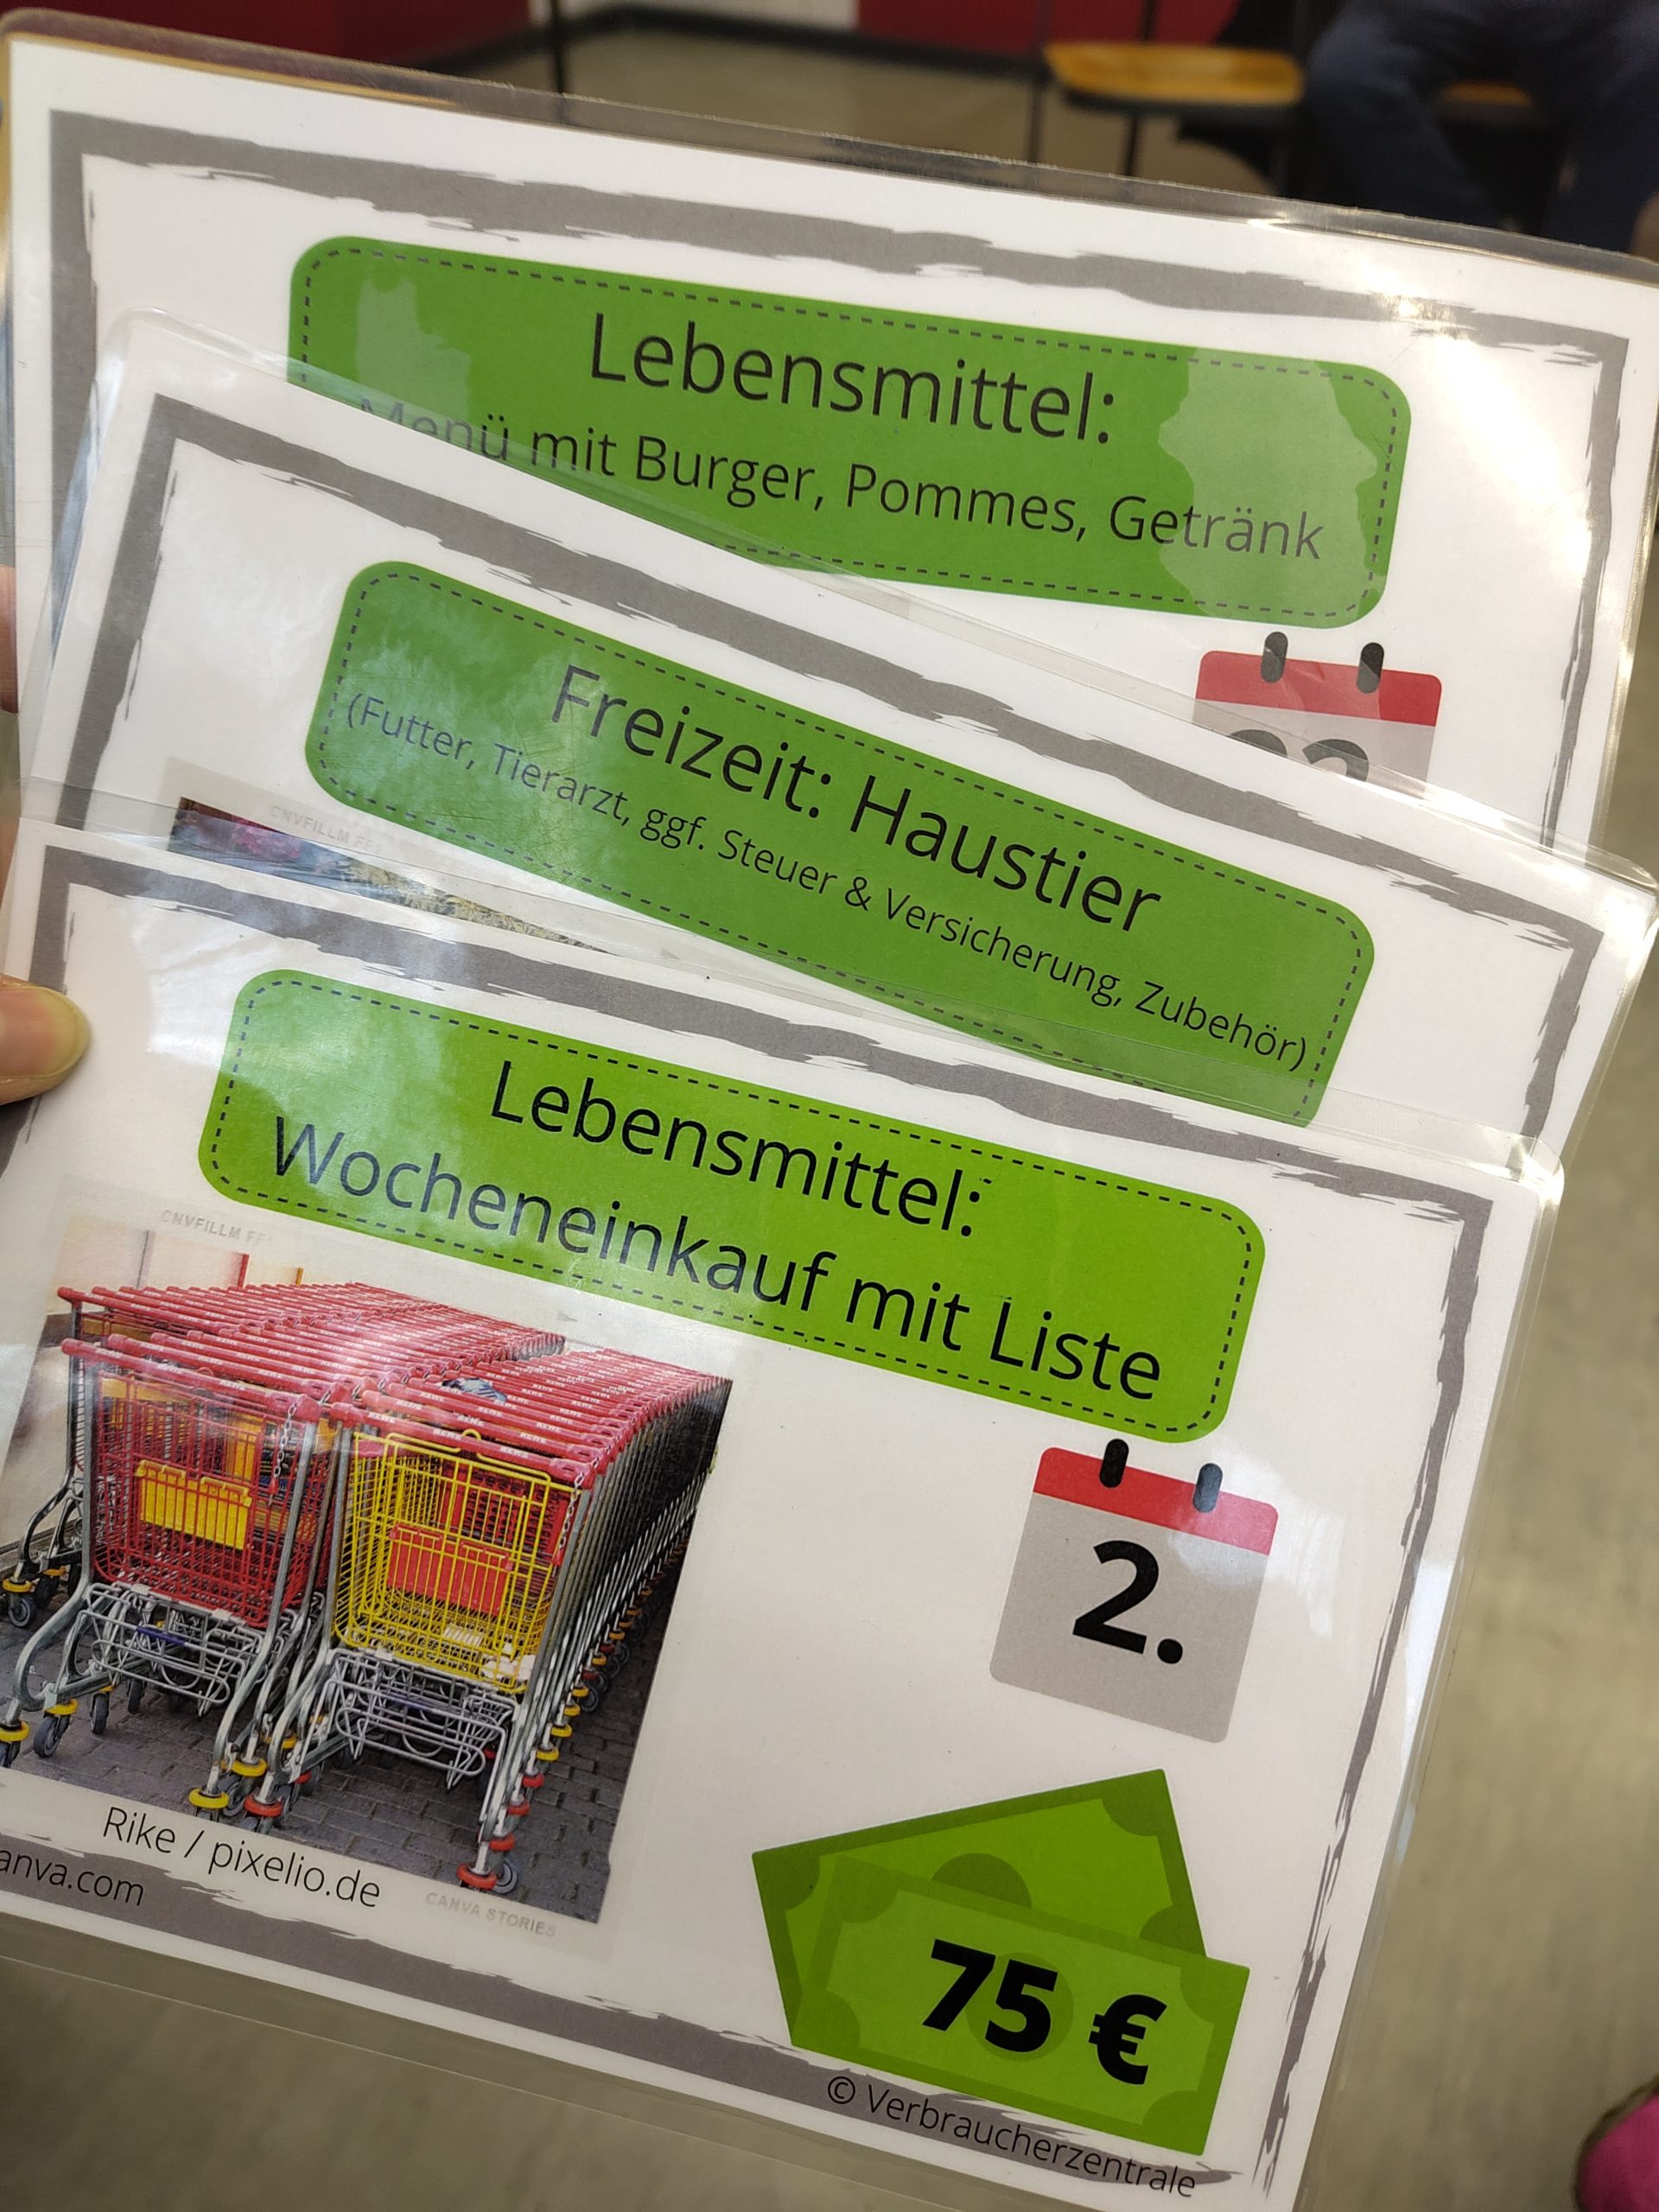 Lebensmittel:
Menü mit Burger, Pommes, Getränk
Freizeit: Haustier
(Futter, Tierarzt, ggf. Steuer & Versicherung, Zubehör)
CNVFILLM
Lebensmittel:
Wocheneinkauf mit Liste
CNVFILLM
2.
Rike / pixelio.de
anva.com
CANVA STORIES
75 €
© Verbraucherzentrale